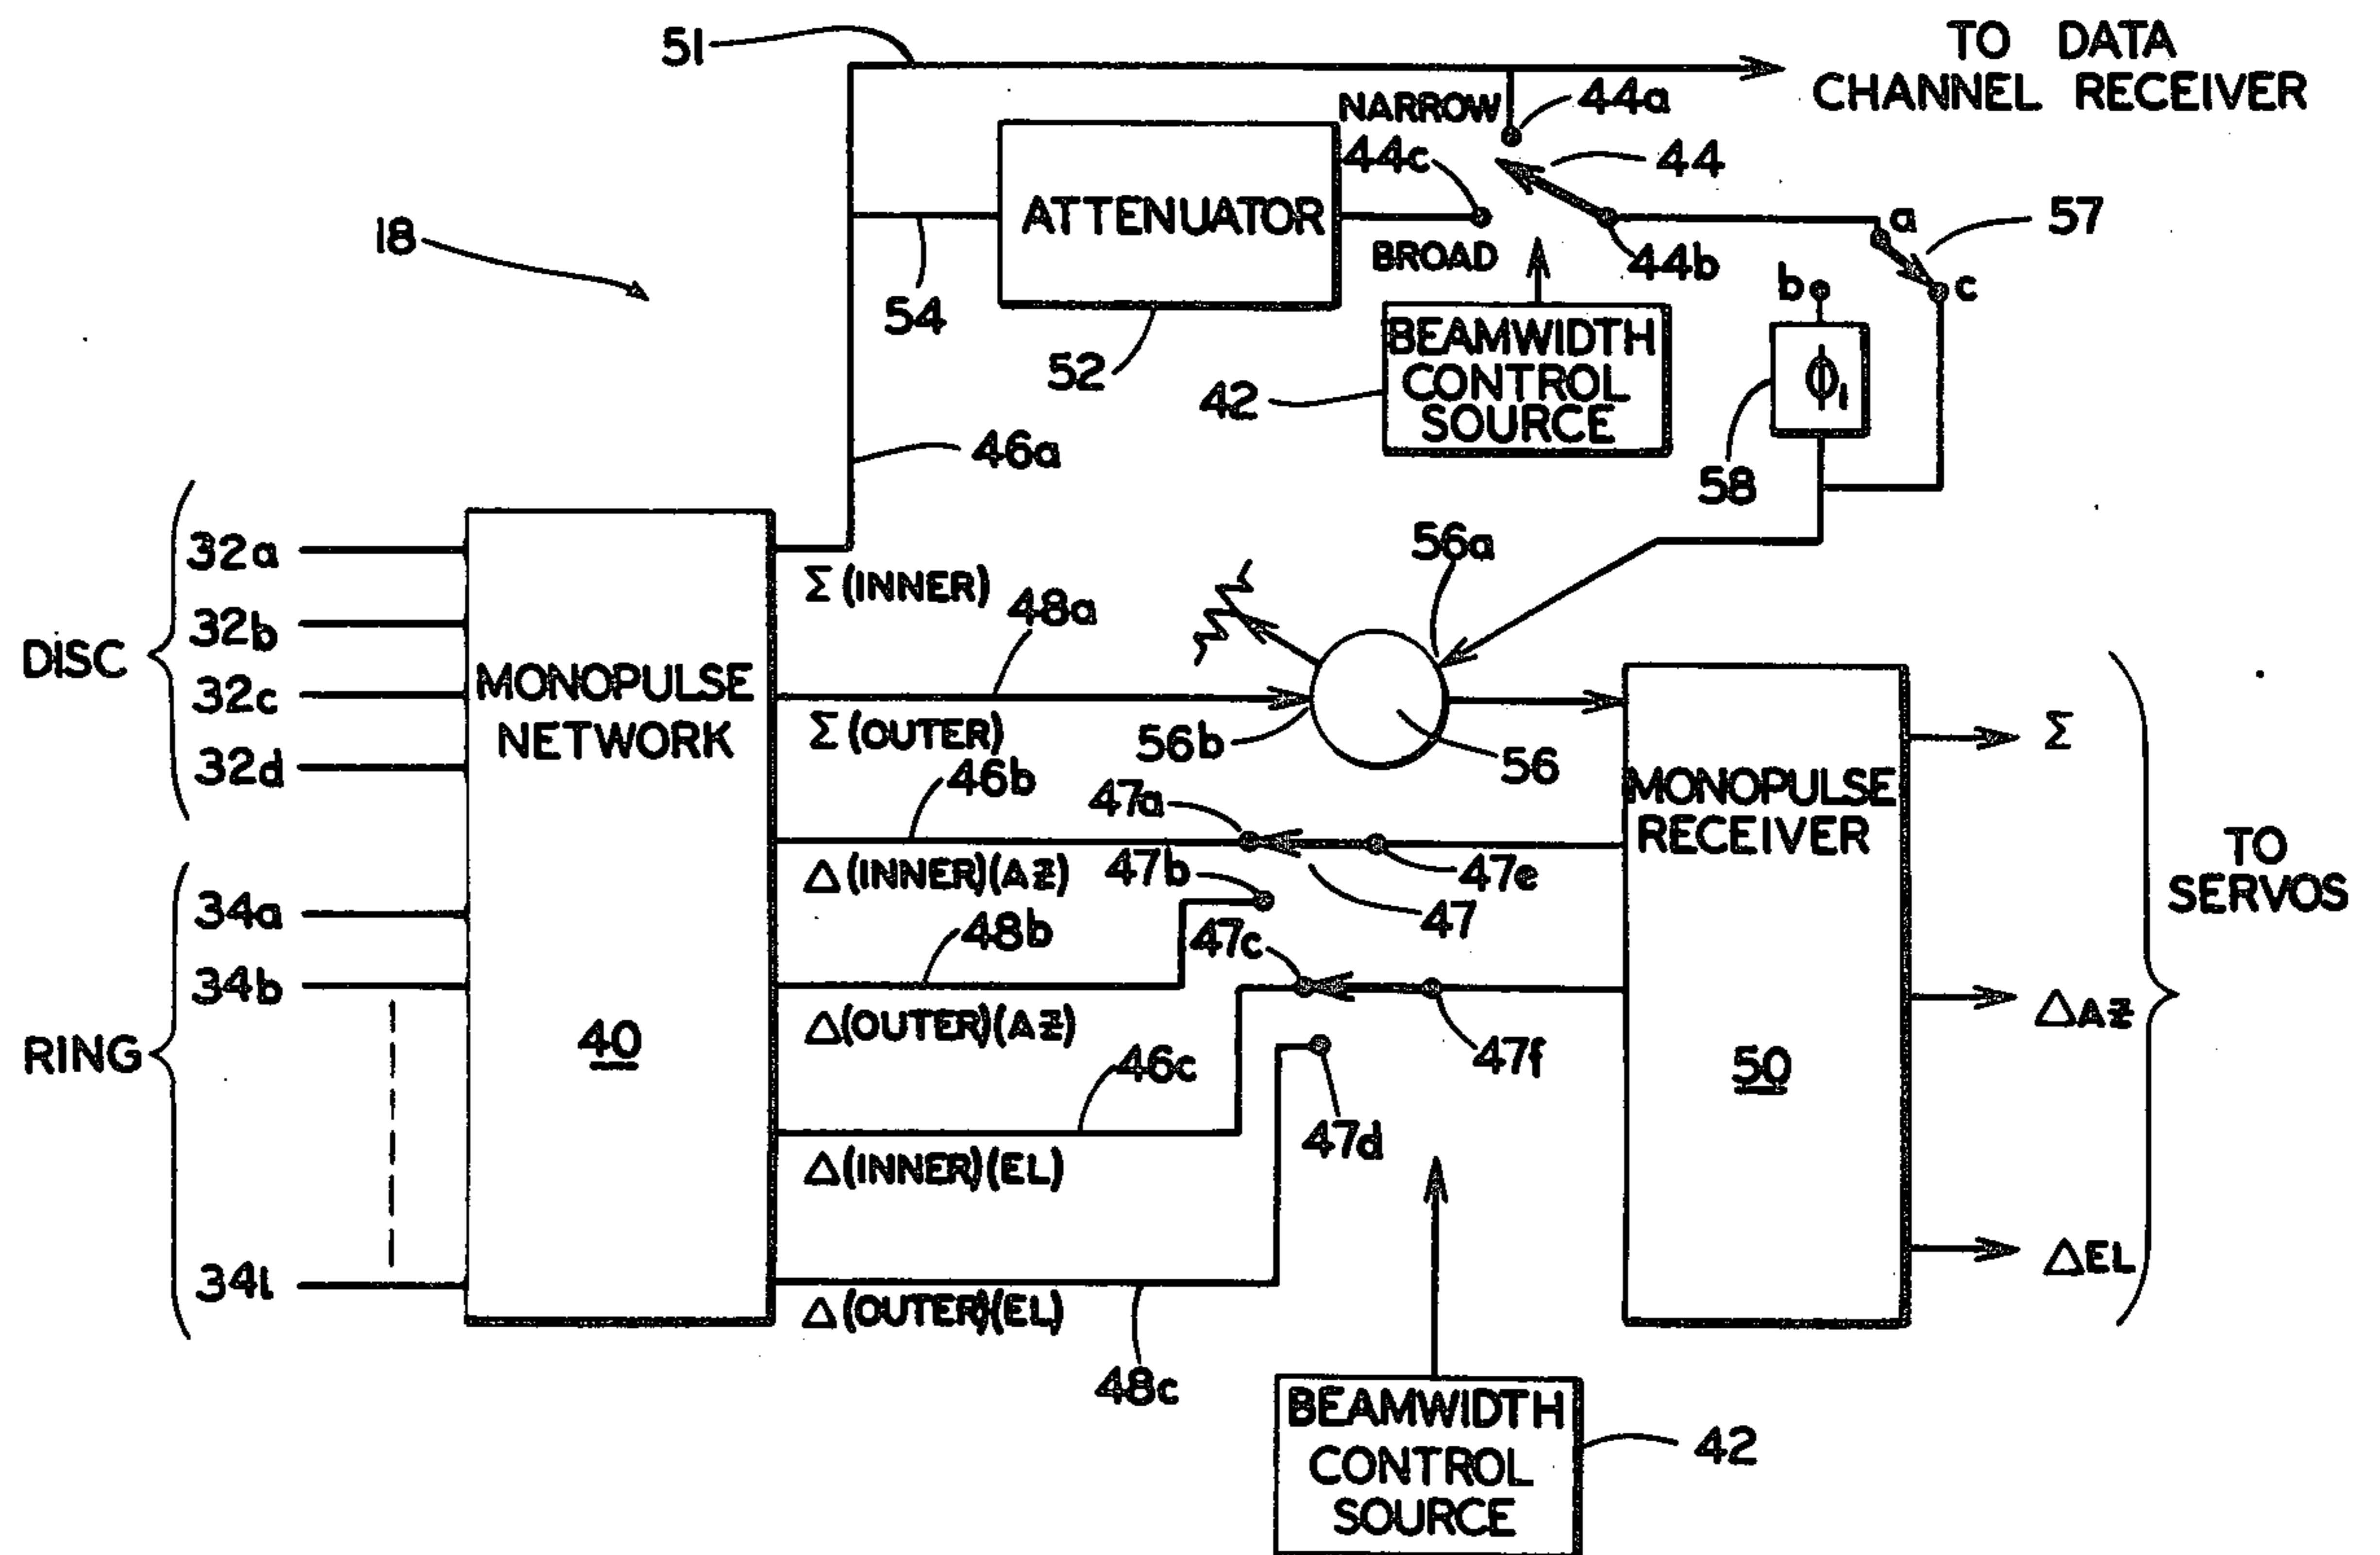 51
TO DATA
CHANNEL RECEIVER
NARROW
44a
44c
44
18
ATTENUATOR
a
57
BROAD
44b
b
c
54
52
BEAMWIDTH
CONTROL
SOURCE
42
ϕ1
58
46a
32a
32b
32c
32d
DISC
Σ (INNER)
48a
56a
MONOPULSE
NETWORK
40
Σ (OUTER)
56b
56
46b
47a
MONOPULSE
RECEIVER
50
Σ
Δ(INNER)(AZ)
47b
47e
47
TO
SERVOS
34a
34b
34l
RING
48b
47c
Δ(OUTER)(AZ)
46c
47f
ΔAZ
47d
Δ(INNER)(EL)
ΔEL
Δ(OUTER)(EL)
48c
BEAMWIDTH
CONTROL
SOURCE
42